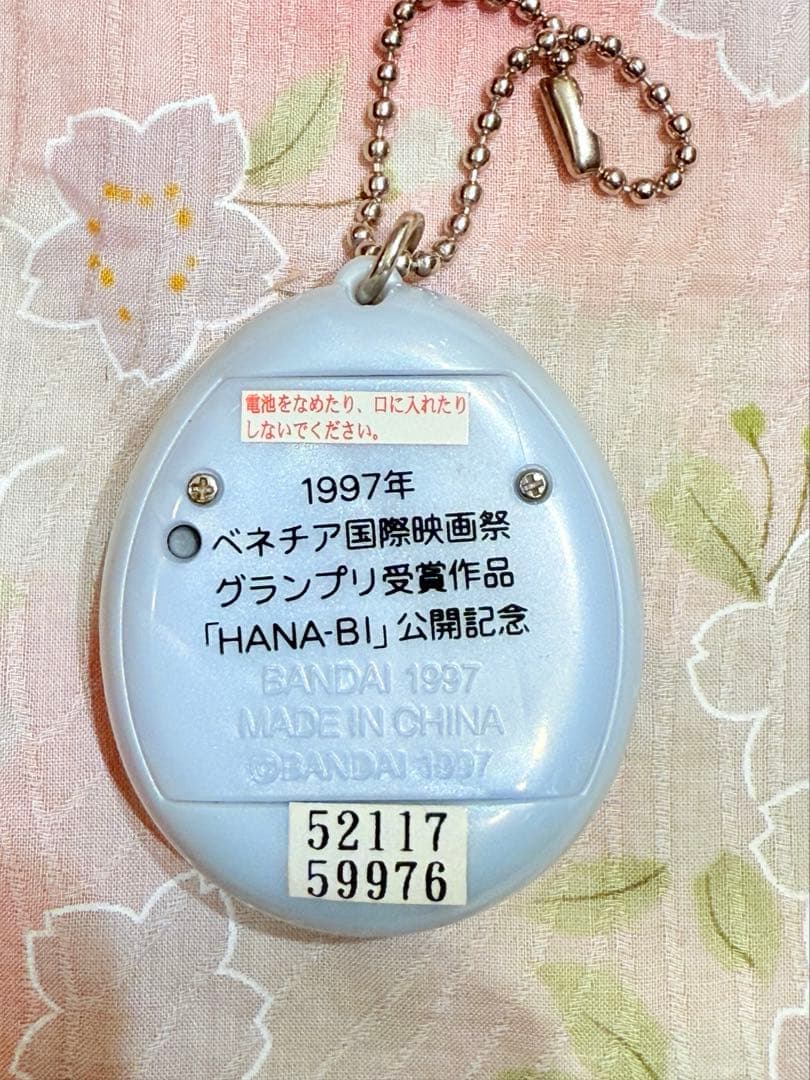 電池をなめたり、口に入れたり
しないでください。
1997年
ベネチア国際映画祭
グランプリ受賞作品
「HANA-BI」公開記念
BANDAI 1997
MADE IN CHINA
©BANDAI 1997
52117
59976